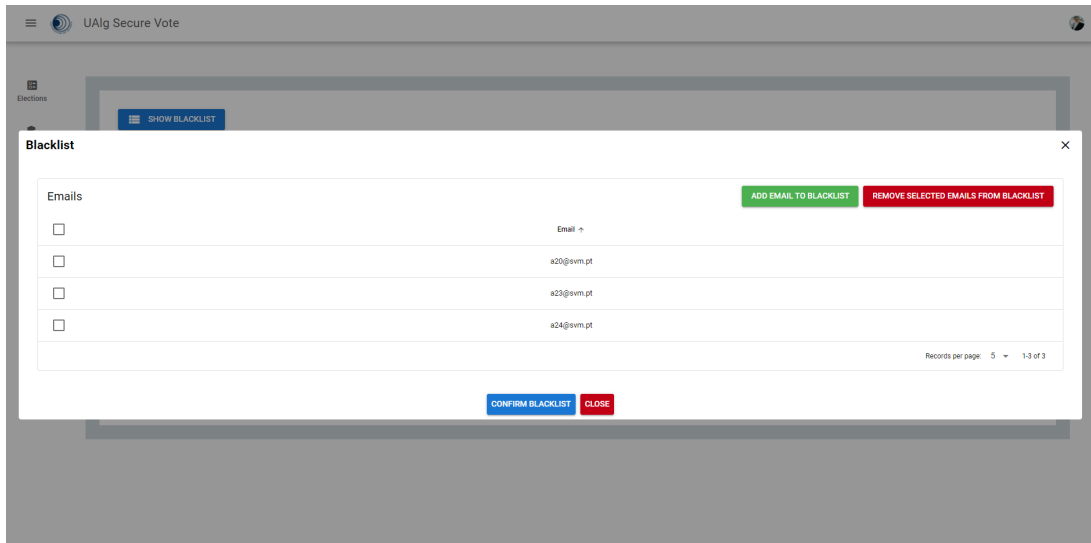 UAlg Secure Vote
Elections
SHOW BLACKLIST
Blacklist
Emails
ADD EMAIL TO BLACKLIST
REMOVE SELECTED EMAILS FROM BLACKLIST
Email ↑
a20@svm.pt
a23@svm.pt
a24@svm.pt
Records per page: 5 1-3 of 3
CONFIRM BLACKLIST
CLOSE